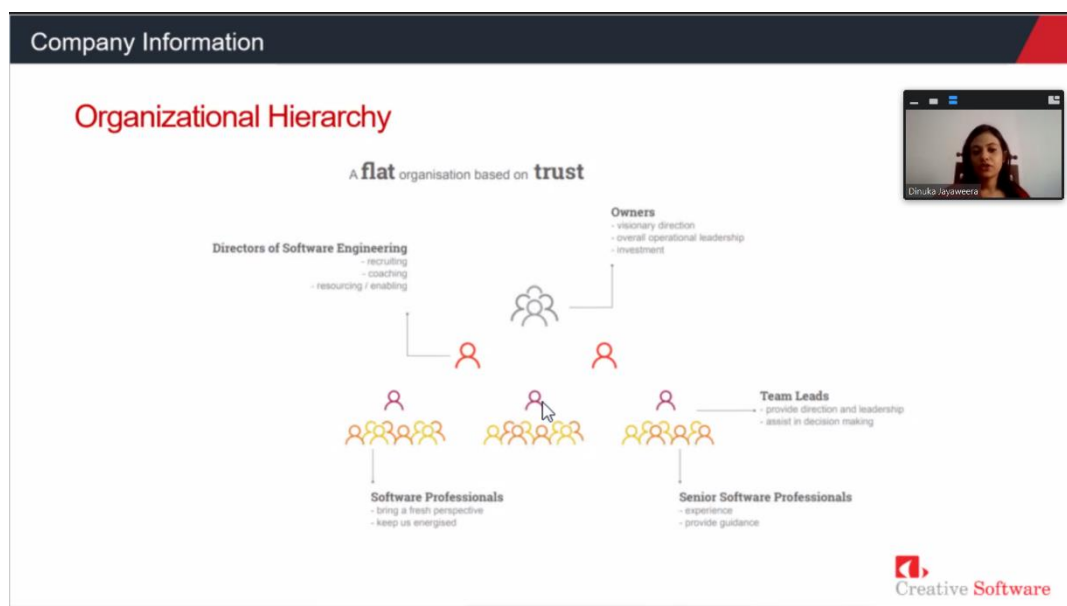 Company Information
Organizational Hierarchy
A flat organisation based on trust
Dinuka Jayaweera
Owners
- visionary direction
- overall operational leadership
- investment
Directors of Software Engineering
- recruiting
- coaching
- resourcing / enabling
Team Leads
- provide direction and leadership
- assist in decision making
Software Professionals
- bring a fresh perspective
- keep us energised
Senior Software Professionals
- experience
- provide guidance
Creative Software